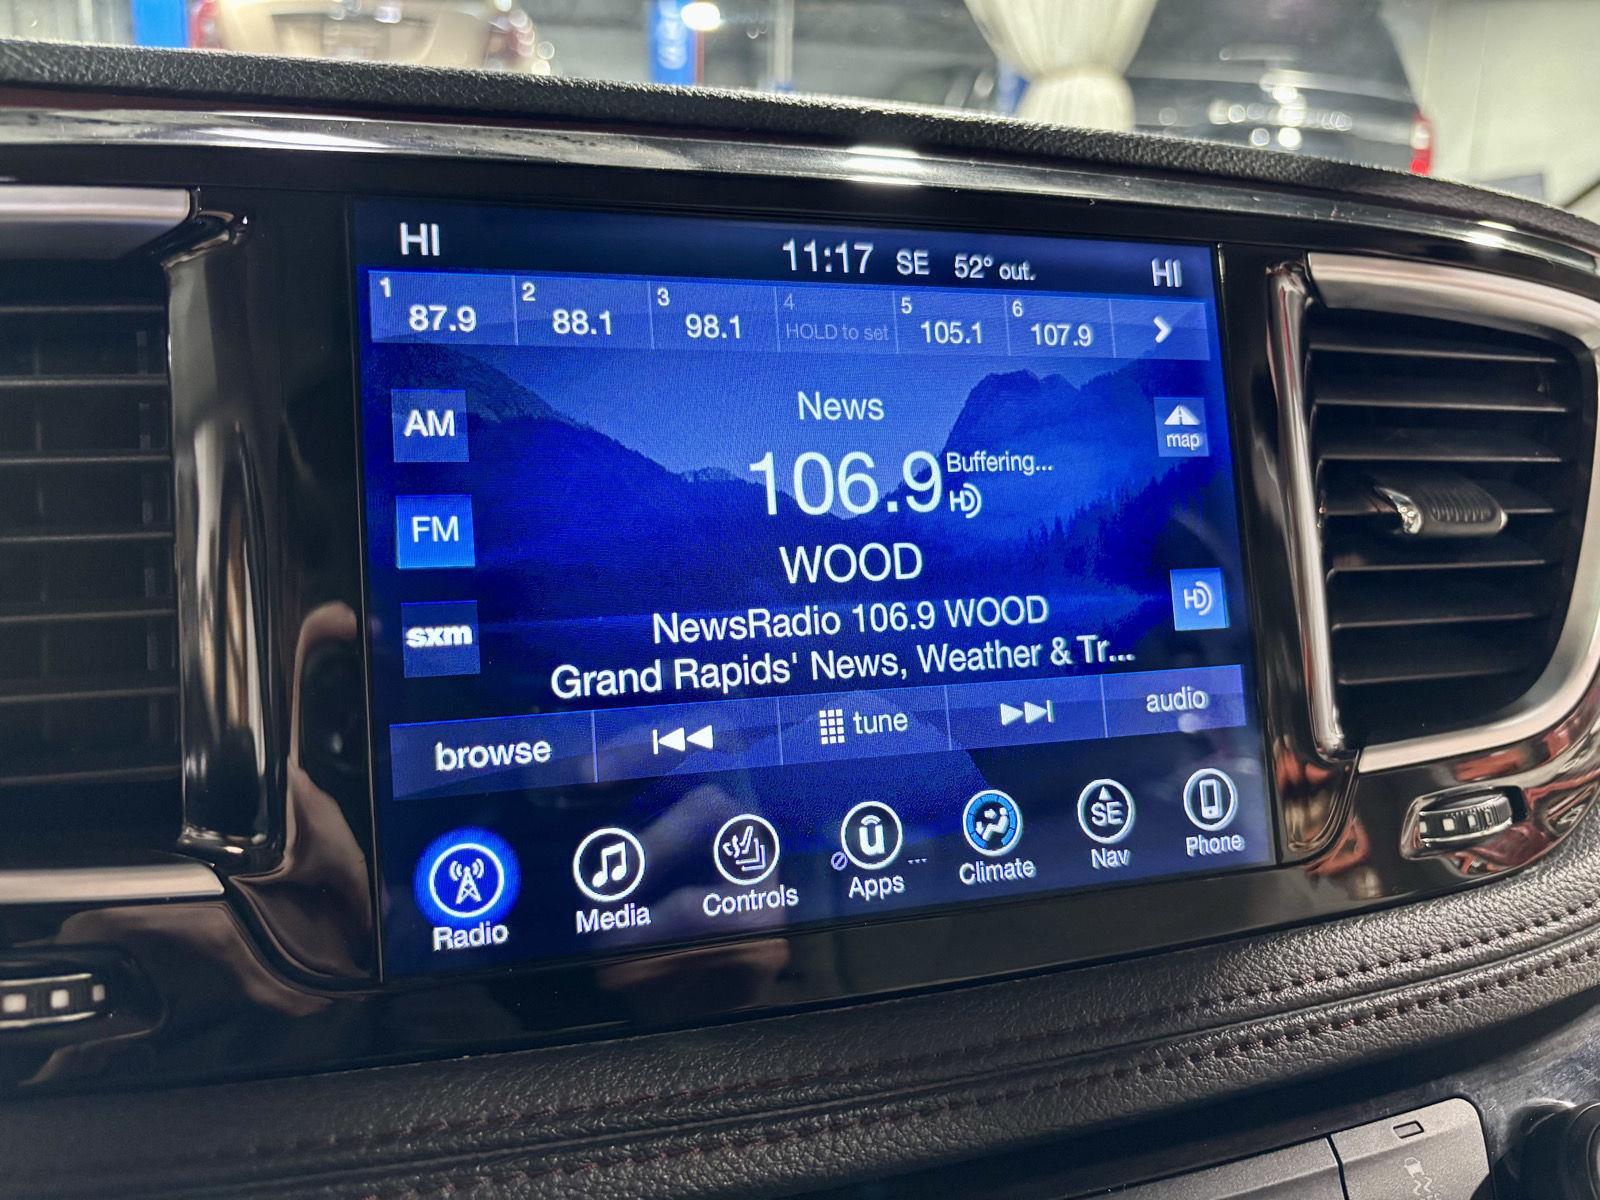 HI 11:17 SE 52° out. HI
1 87.9 2 88.1 3 98.1 4 HOLD to set 5 105.1 6 107.9
News
AM
map
106.9 Buffering...
HD
FM
WOOD
HD
NewsRadio 106.9 WOOD
sxm
Grand Rapids' News, Weather & Tr...
browse tune audio
SE
Radio Media Controls Apps ... Climate Nav Phone